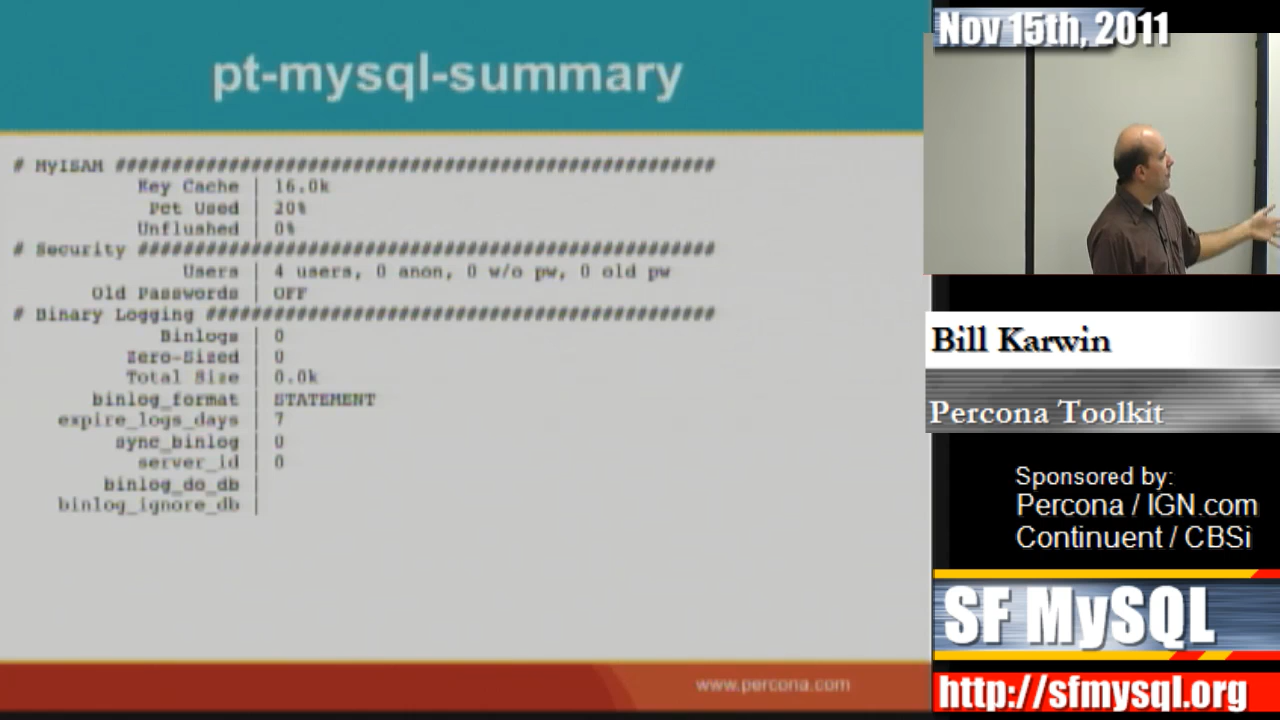 pt-mysql-summary
# MyISAM #####################################################
Key Cache | 16.0k
Pct Used | 20%
Unflushed | 0%
# Security ###################################################
Users | 4 users, 0 anon, 0 w/o pw, 0 old pw
Old Passwords | OFF
# Binary Logging #############################################
Binlogs | 0
Zero-Sized | 0
Total Size | 0.0k
binlog_format | STATEMENT
expire_logs_days | 7
sync_binlog | 0
server_id | 0
binlog_do_db |
binlog_ignore_db |
www.percona.com
Nov 15th, 2011
Bill Karwin
Percona Toolkit
Sponsored by:
Percona / IGN.com
Continuent / CBSi
SF MySQL
http://sfmysql.org